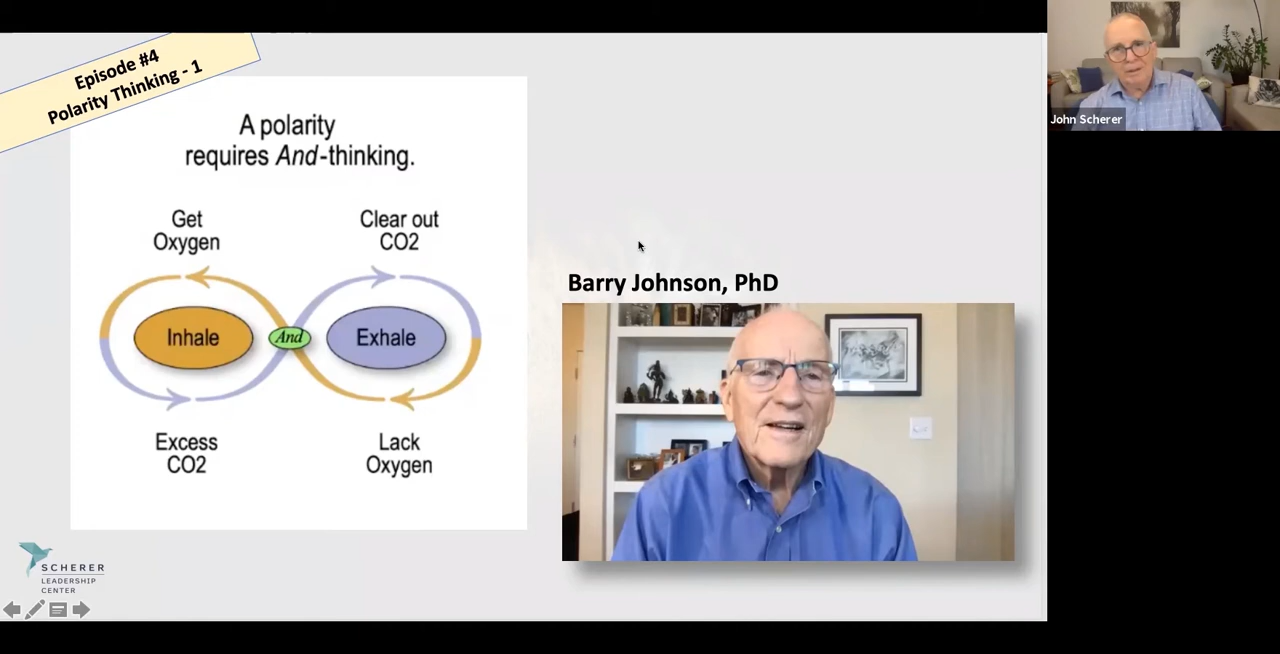 Episode #4
Polarity Thinking - 1
A polarity
requires And-thinking.
Get
Oxygen
Clear out
CO2
Inhale
And
Exhale
Excess
CO2
Lack
Oxygen
Barry Johnson, PhD
SCHERER
LEADERSHIP
CENTER
John Scherer